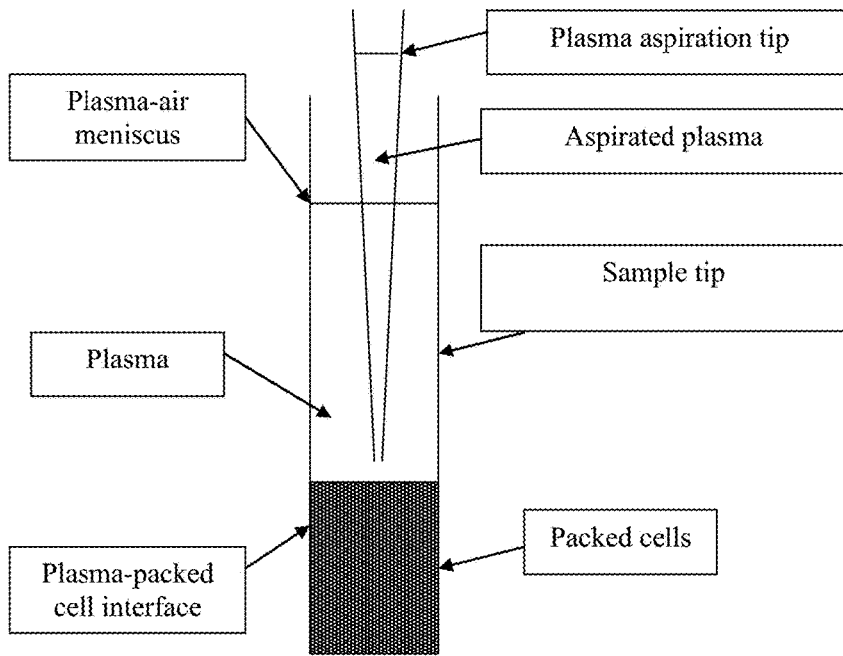 Plasma aspiration tip
Plasma-air
meniscus
Aspirated plasma
Sample tip
Plasma
Packed cells
Plasma-packed
cell interface